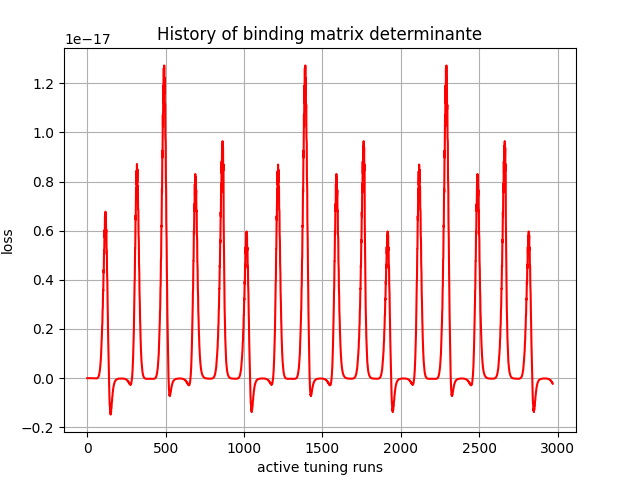 History of binding matrix determinante
1e−17
1.2
1.0
0.8
0.6
0.4
0.2
0.0
−0.2
loss
0 500 1000 1500 2000 2500 3000
active tuning runs